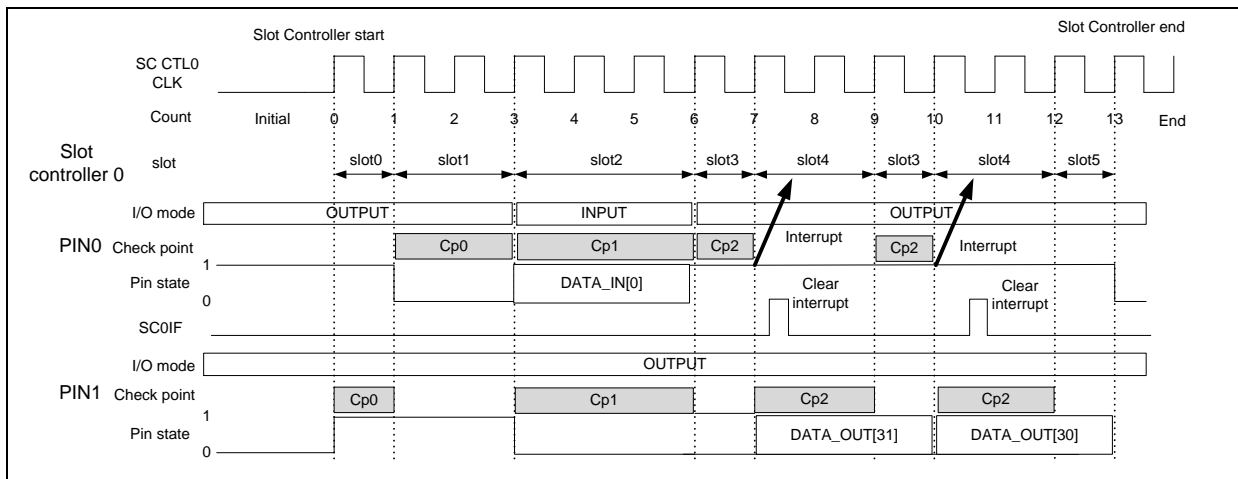 Slot Controller start
Slot Controller end
SC CTL0
CLK
Count Initial 0 1 2 3 4 5 6 7 8 9 10 11 12 13 End
Slot
controller 0
slot slot0 slot1 slot2 slot3 slot4 slot3 slot4 slot5
I/O mode OUTPUT INPUT OUTPUT
PIN0 Check point Cp0 Cp1 Cp2 Interrupt Cp2 Interrupt
1
Pin state DATA_IN[0] Clear interrupt Clear interrupt
0
SC0IF
I/O mode OUTPUT
PIN1 Check point Cp0 Cp1 Cp2 Cp2
1
Pin state DATA_OUT[31] DATA_OUT[30]
0